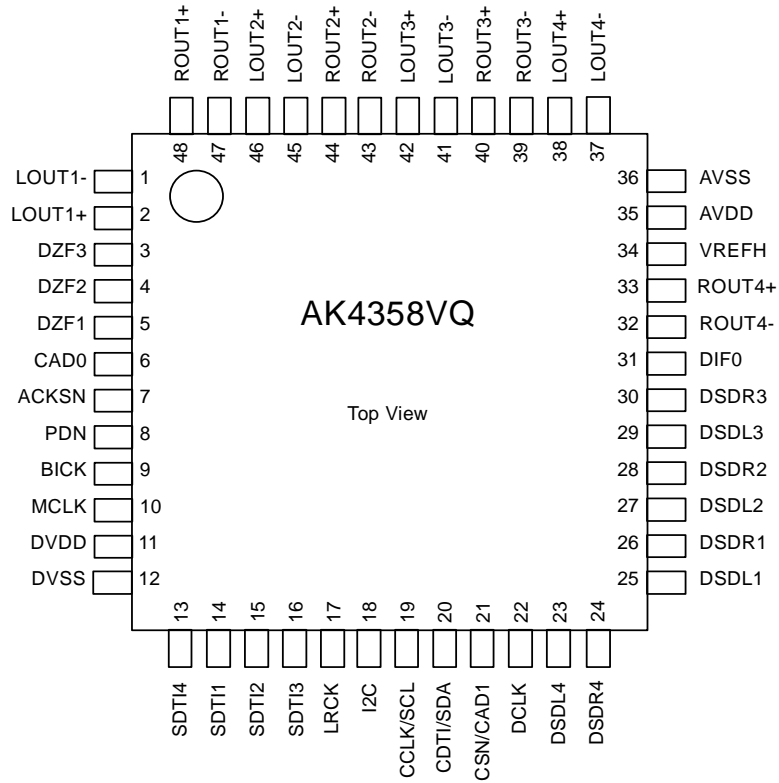 ROUT1+
ROUT1-
LOUT2+
LOUT2-
ROUT2+
ROUT2-
LOUT3+
LOUT3-
ROUT3+
ROUT3-
LOUT4+
LOUT4-
48
47
46
45
44
43
42
41
40
39
38
37
LOUT1- 1
LOUT1+ 2
DZF3 3
DZF2 4
DZF1 5
CAD0 6
ACKSN 7
PDN 8
BICK 9
MCLK 10
DVDD 11
DVSS 12
AK4358VQ
Top View
36 AVSS
35 AVDD
34 VREFH
33 ROUT4+
32 ROUT4-
31 DIF0
30 DSDR3
29 DSDL3
28 DSDR2
27 DSDL2
26 DSDR1
25 DSDL1
13
14
15
16
17
18
19
20
21
22
23
24
SDTI4
SDTI1
SDTI2
SDTI3
LRCK
I2C
CCLK/SCL
CDTI/SDA
CSN/CAD1
DCLK
DSDL4
DSDR4